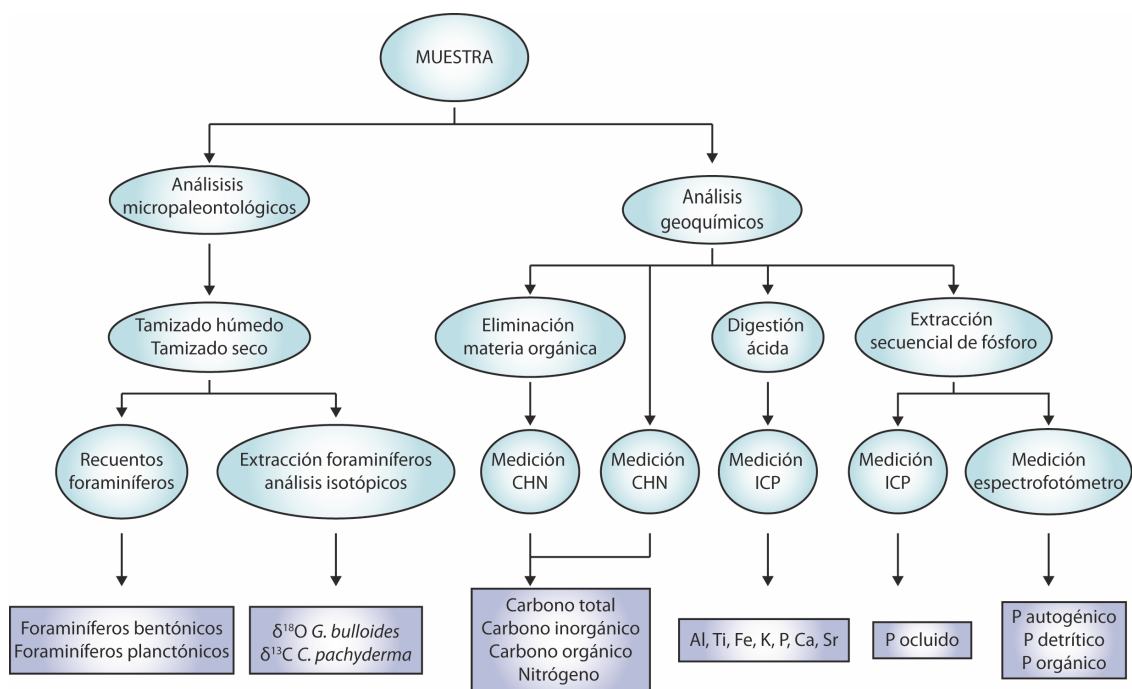 MUESTRA
Análisisis
micropaleontológicos
Análisis
geoquímicos
Tamizado húmedo
Tamizado seco
Eliminación
materia orgánica
Digestión
ácida
Extracción
secuencial de fósforo
Recuentos
foraminíferos
Extracción foraminíferos
análisis isotópicos
Medición
CHN
Medición
CHN
Medición
ICP
Medición
ICP
Medición
espectrofotómetro
Foraminíferos bentónicos
Foraminíferos planctónicos
δ¹⁸O G. bulloides
δ¹³C C. pachyderma
Carbono total
Carbono inorgánico
Carbono orgánico
Nitrógeno
Al, Ti, Fe, K, P, Ca, Sr
P ocluido
P autogénico
P detrítico
P orgánico